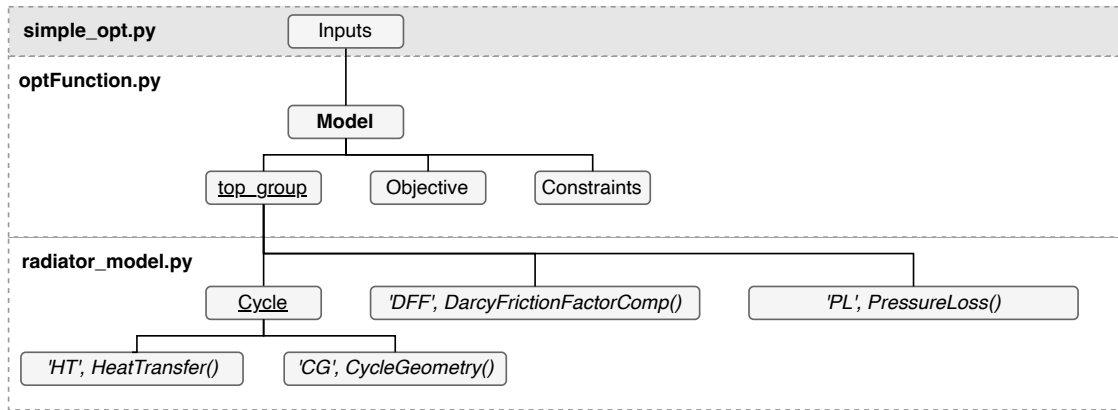 simple_opt.py
Inputs
optFunction.py
Model
top_group
Objective
Constraints
radiator_model.py
Cycle
'DFF', DarcyFrictionFactorComp()
'PL', PressureLoss()
'HT', HeatTransfer()
'CG', CycleGeometry()